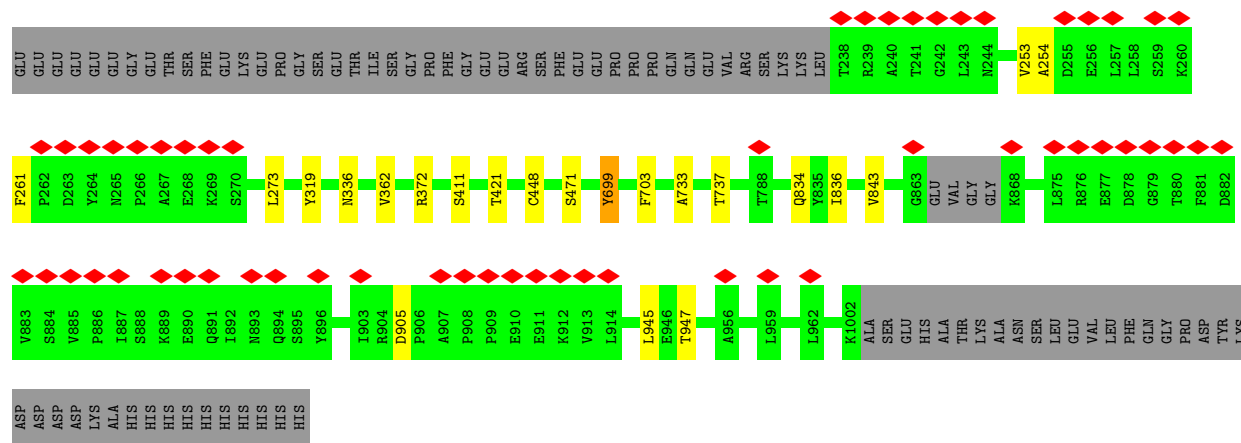 GLU GLU GLU GLU GLU GLU GLY GLU THR SER PHE GLU LYS GLU PRO GLY SER GLU THR ILE SER GLY PRO PHE GLY GLU GLU ARG SER PHE GLU GLU PRO PRO PRO GLN GLN GLU VAL ARG SER LYS LYS LEU T238 R239 A240 T241 G242 L243 N244 V253 A254 D255 E256 L257 L258 S259 K260
F261 P262 D263 Y264 N265 P266 A267 E268 K269 S270 L273 Y319 N336 V362 R372 S411 T421 C448 S471 Y699 F703 A733 T737 T788 Q834 Y835 I836 V843 G863 GLU VAL GLY GLY K868 L875 R876 E877 D878 G879 T880 F881 D882
V883 S884 V885 P886 I887 S888 K889 E890 Q891 I892 N893 Q894 S895 Y896 I903 R904 D905 P906 A907 P908 P909 E910 E911 K912 V913 L914 L945 E946 T947 A956 L959 L962 K1002 ALA SER GLU HIS ALA THR LYS ALA ASN SER LEU GLU VAL LEU PHE GLN GLY PRO ASP TYR LYS
ASP ASP ASP ASP LYS ALA HIS HIS HIS HIS HIS HIS HIS HIS HIS HIS